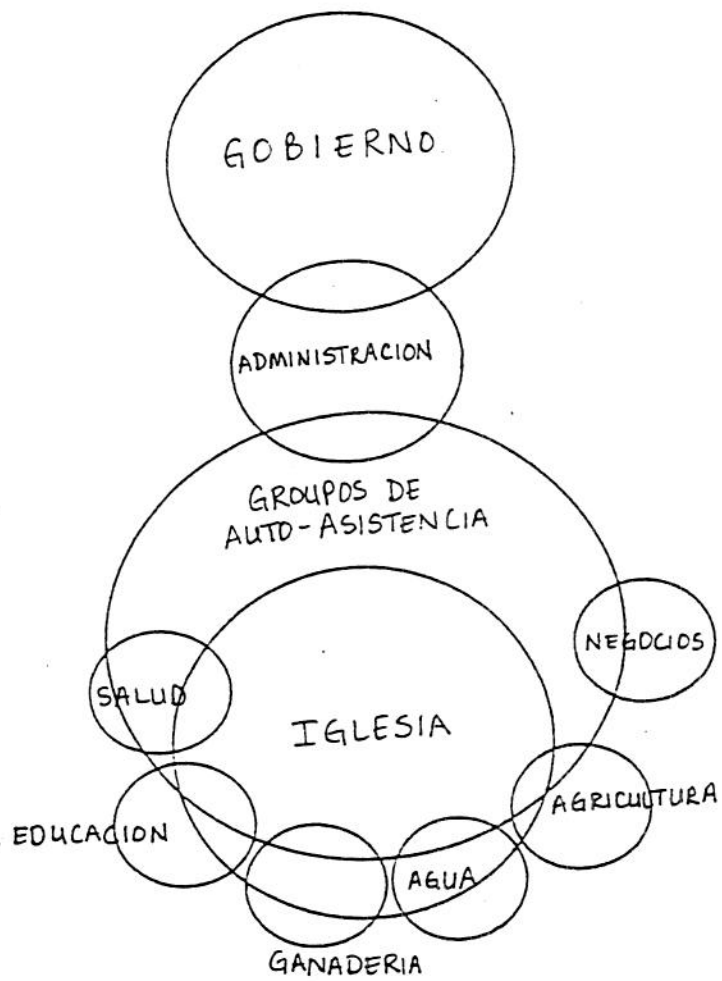 GOBIERNO
ADMINISTRACION
GROUPOS DE
AUTO-ASISTENCIA
NEGOCIOS
SALUD
IGLESIA
AGRICULTURA
EDUCACION
AGUA
GANADERIA